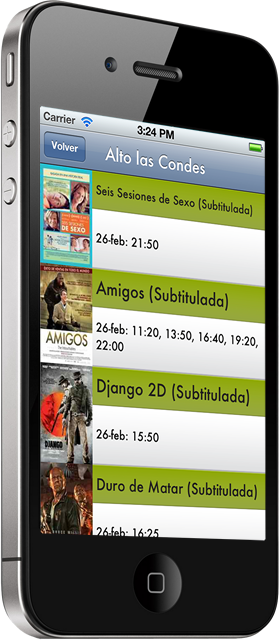 Carrier
3:24 PM
Volver
Alto las Condes
Seis Sesiones de Sexo (Subtitulada)
SEIS SESIONES
DE SEXO
26-feb: 21:50
Amigos (Subtitulada)
AMIGOS
26-feb: 11:20, 13:50, 16:40, 19:20,
22:00
Django 2D (Subtitulada)
DJANGO
26-feb: 15:50
Duro de Matar (Subtitulada)
26-feb: 16:25